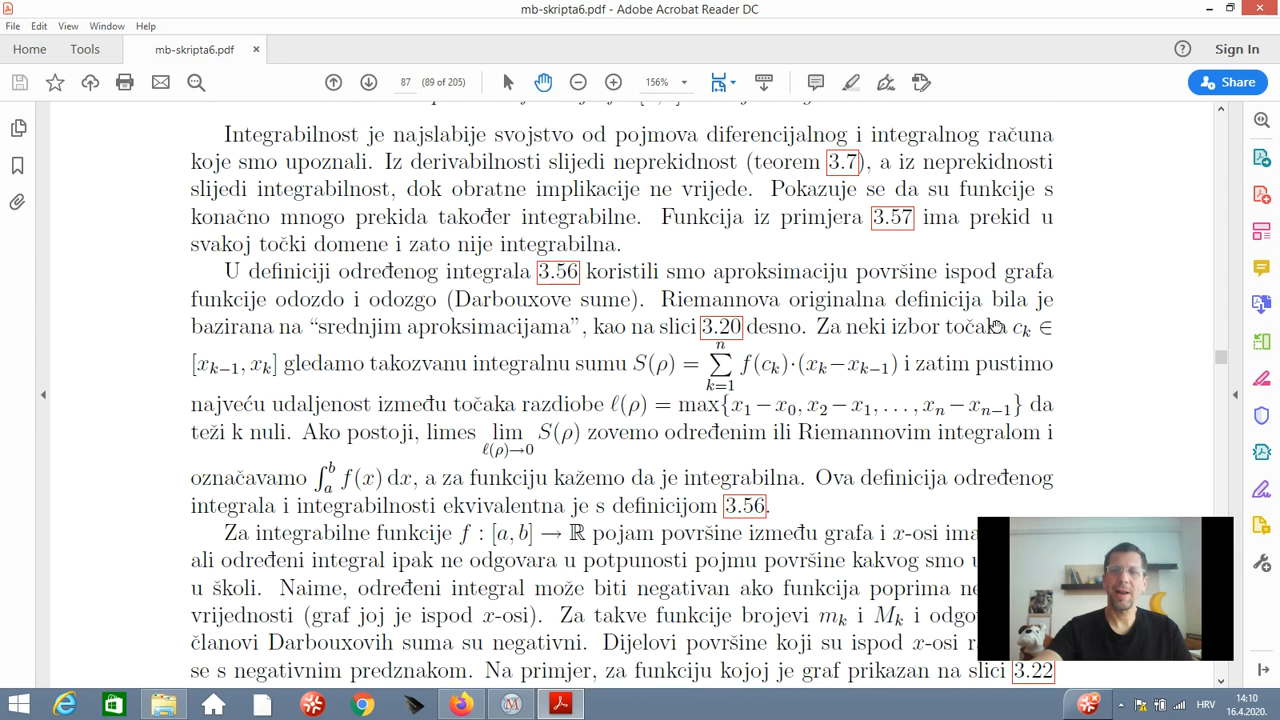 mb-skripta6.pdf - Adobe Acrobat Reader DC
File Edit View Window Help
Home Tools mb-skripta6.pdf × Sign In
87 (89 of 205) 156% Share
Integrabilnost je najslabije svojstvo od pojmova diferencijalnog i integralnog računa
koje smo upoznali. Iz derivabilnosti slijedi neprekidnost (teorem 3.7), a iz neprekidnosti
slijedi integrabilnost, dok obratne implikacije ne vrijede. Pokazuje se da su funkcije s
konačno mnogo prekida također integrabilne. Funkcija iz primjera 3.57 ima prekid u
svakoj točki domene i zato nije integrabilna.
U definiciji određenog integrala 3.56 koristili smo aproksimaciju površine ispod grafa
funkcije odozdo i odozgo (Darbouxove sume). Riemannova originalna definicija bila je
bazirana na “srednjim aproksimacijama”, kao na slici 3.20 desno. Za neki izbor točaka c_k ∈
[x_{k−1}, x_k] gledamo takozvanu integralnu sumu S(ρ) = ∑_{k=1}^{n} f(c_k)·(x_k−x_{k−1}) i zatim pustimo
najveću udaljenost između točaka razdiobe ℓ(ρ) = max{x_1−x_0, x_2−x_1, . . . , x_n−x_{n−1}} da
teži k nuli. Ako postoji, limes lim_{ℓ(ρ)→0} S(ρ) zovemo određenim ili Riemannovim integralom i
označavamo ∫_a^b f(x) dx, a za funkciju kažemo da je integrabilna. Ova definicija određenog
integrala i integrabilnosti ekvivalentna je s definicijom 3.56.
Za integrabilne funkcije f : [a, b] → ℝ pojam površine između grafa i x-osi ima
ali određeni integral ipak ne odgovara u potpunosti pojmu površine kakvog smo
u školi. Naime, određeni integral može biti negativan ako funkcija poprima
vrijednosti (graf joj je ispod x-osi). Za takve funkcije brojevi m_k i M_k i
članovi Darbouxovih suma su negativni. Dijelovi površine koji su ispod x-osi
se s negativnim predznakom. Na primjer, za funkciju kojoj je graf prikazan na slici 3.22
HRV 14:10
16.4.2020.